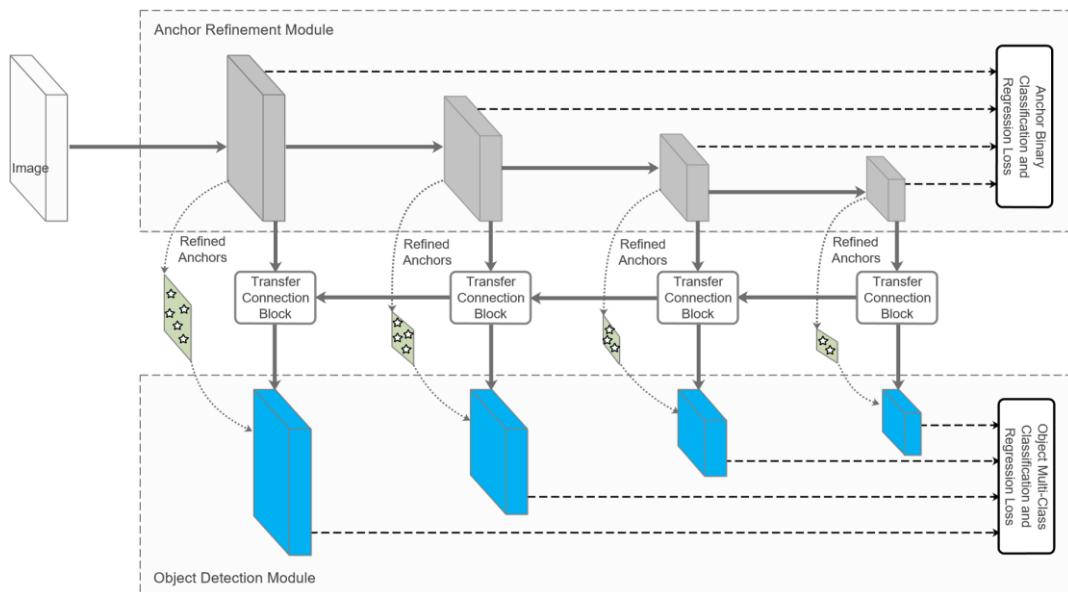 Anchor Refinement Module
Image
Anchor Binary
Classification and
Regression Loss
Refined
Anchors
Refined
Anchors
Refined
Anchors
Refined
Anchors
Transfer
Connection
Block
Transfer
Connection
Block
Transfer
Connection
Block
Transfer
Connection
Block
Object Multi-Class
Classification and
Regression Loss
Object Detection Module